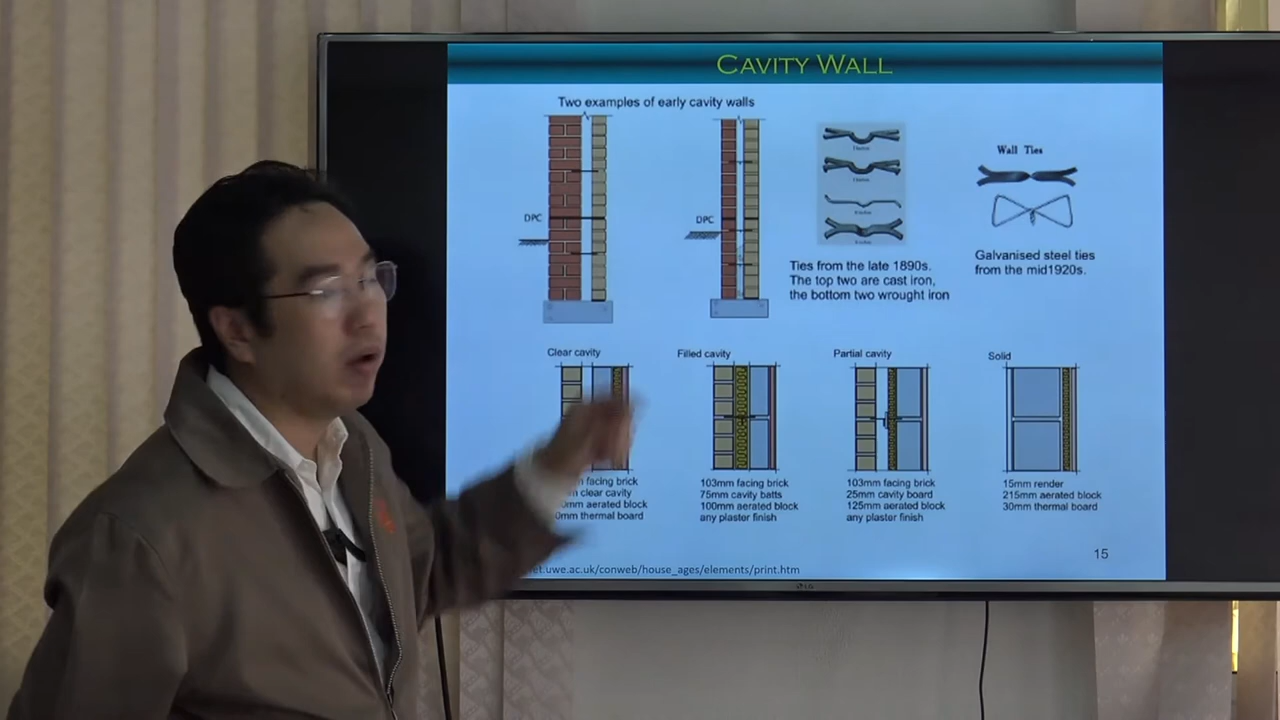 CAVITY WALL
Two examples of early cavity walls
DPC
DPC
Ties from the late 1890s.
The top two are cast iron,
the bottom two wrought iron
Wall Ties
Galvanised steel ties
from the mid1920s.
Clear cavity
facing brick
clear cavity
aerated block
thermal board
Filled cavity
103mm facing brick
75mm cavity batts
100mm aerated block
any plaster finish
Partial cavity
103mm facing brick
25mm cavity board
125mm aerated block
any plaster finish
Solid
15mm render
215mm aerated block
30mm thermal board
15
.uwe.ac.uk/conweb/house_ages/elements/print.htm
LG